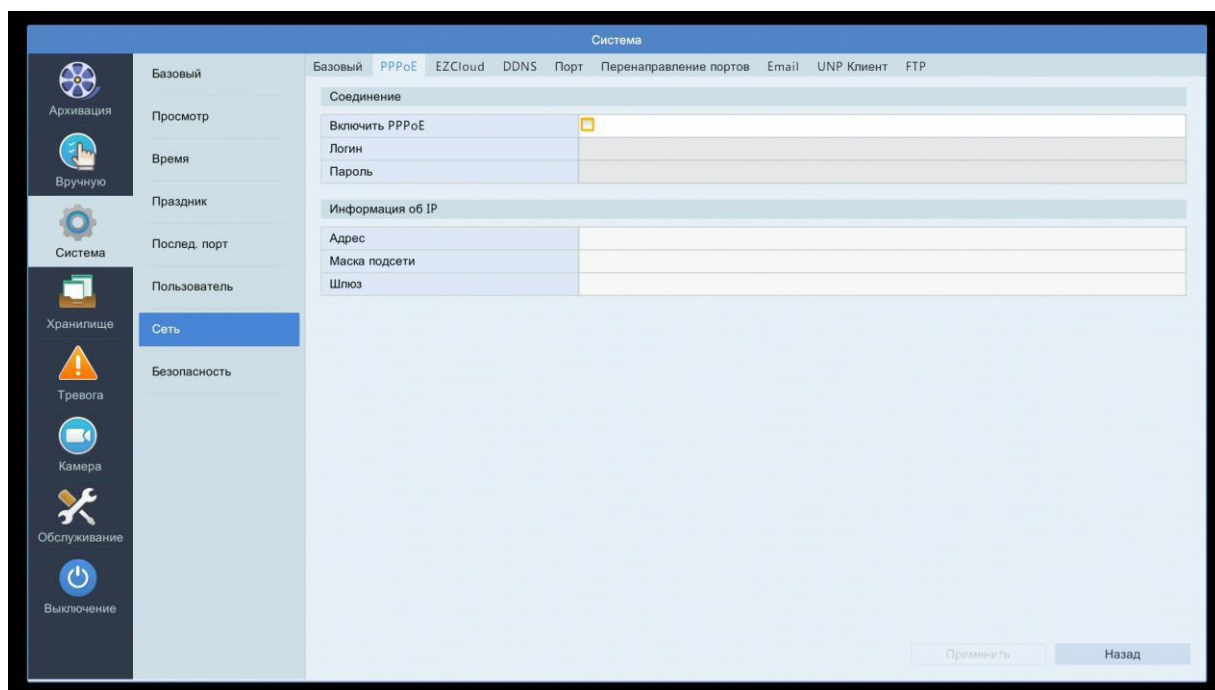 Система
Архивация
Вручную
Система
Хранилище
Тревога
Камера
Обслуживание
Выключение
Базовый
Просмотр
Время
Праздник
Послед. порт
Пользователь
Сеть
Безопасность
Базовый PPPoE EZCloud DDNS Порт Перенаправление портов Email UNP Клиент FTP
Соединение
Включить PPPoE
Логин
Пароль
Информация об IP
Адрес
Маска подсети
Шлюз
Применить Назад